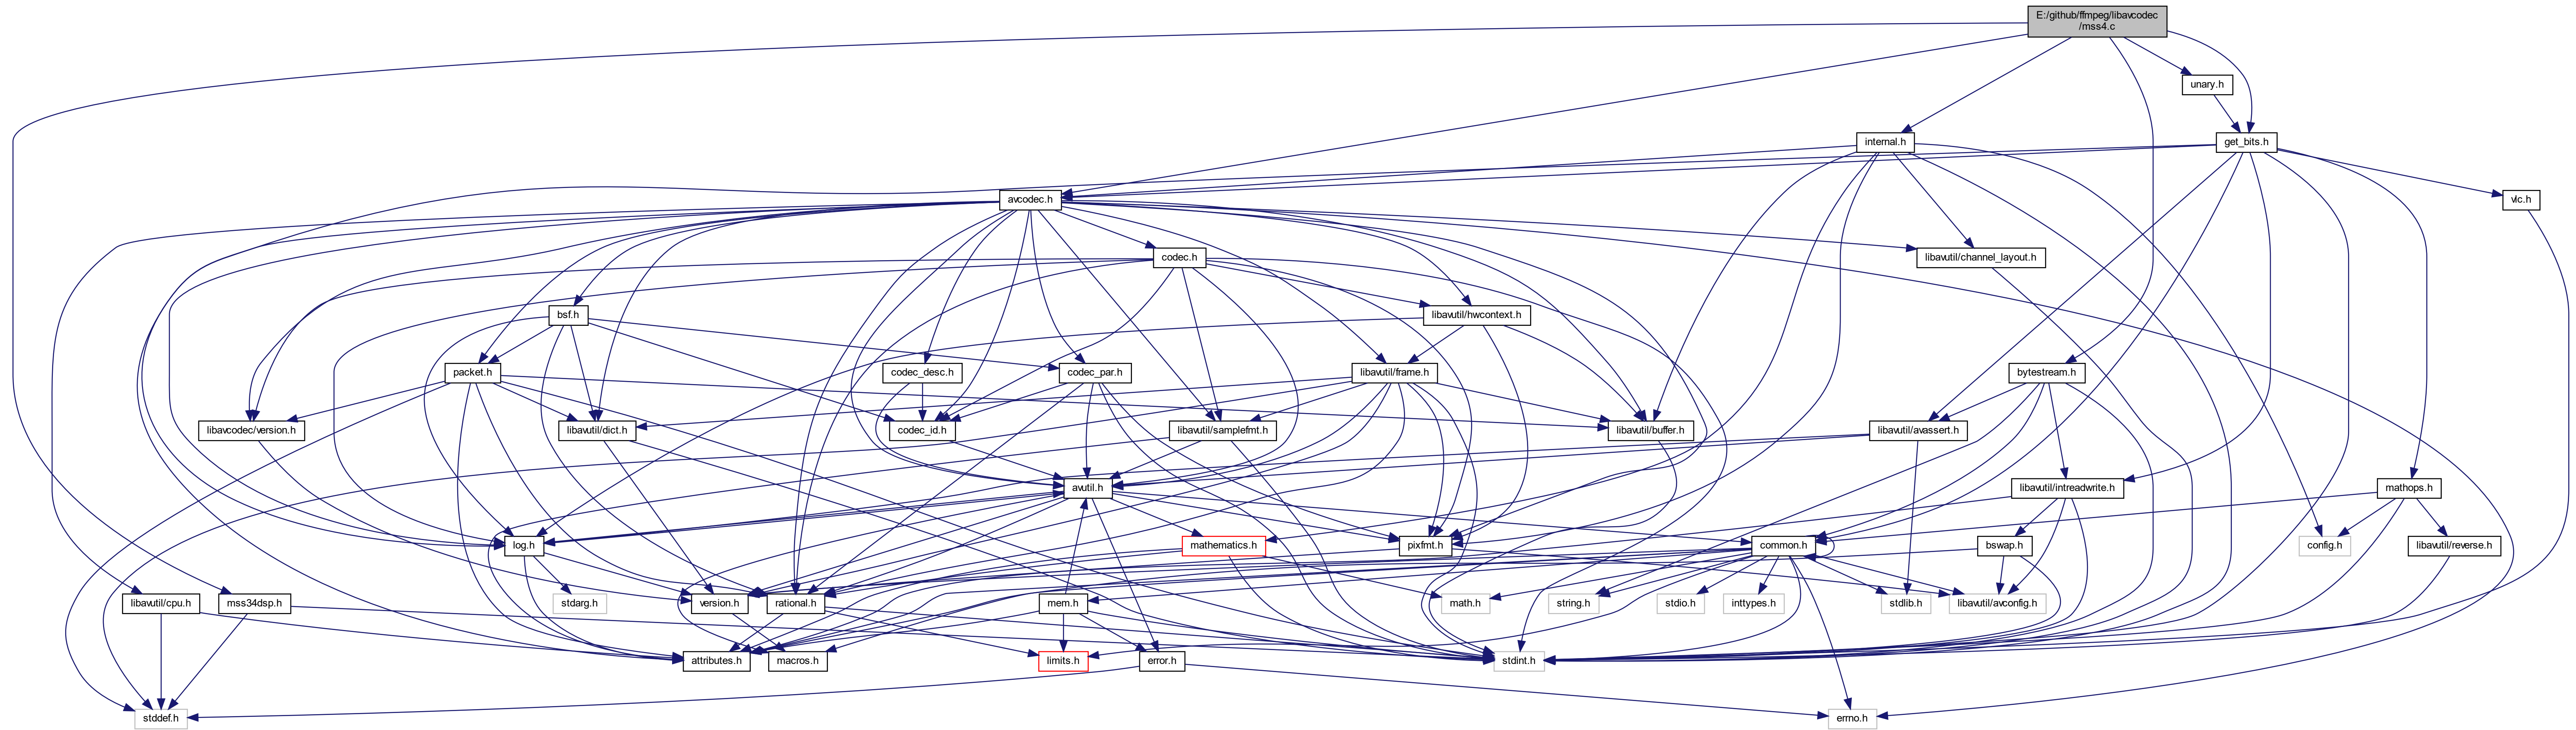 E:/github/ffmpeg/libavcodec
/mss4.c
unary.h
internal.h
get_bits.h
avcodec.h
vlc.h
codec.h
libavutil/channel_layout.h
bsf.h
libavutil/hwcontext.h
packet.h
codec_desc.h
codec_par.h
libavutil/frame.h
bytestream.h
libavcodec/version.h
libavutil/dict.h
codec_id.h
libavutil/samplefmt.h
libavutil/buffer.h
libavutil/avassert.h
avutil.h
libavutil/intreadwrite.h
mathops.h
log.h
mathematics.h
pixfmt.h
common.h
bswap.h
config.h
libavutil/reverse.h
libavutil/cpu.h
mss34dsp.h
stdarg.h
version.h
rational.h
mem.h
math.h
string.h
stdio.h
inttypes.h
stdlib.h
libavutil/avconfig.h
attributes.h
macros.h
limits.h
error.h
stdint.h
stddef.h
errno.h